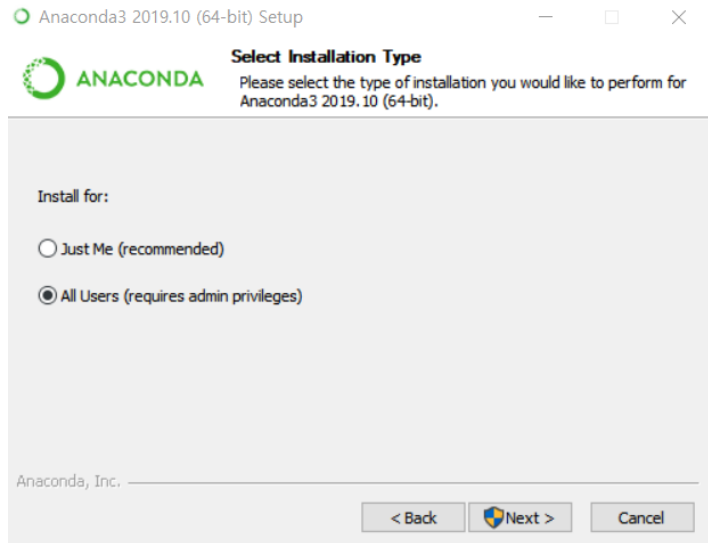 Anaconda3 2019.10 (64-bit) Setup
ANACONDA
Select Installation Type
Please select the type of installation you would like to perform for
Anaconda3 2019.10 (64-bit).
Install for:
Just Me (recommended)
All Users (requires admin privileges)
Anaconda, Inc.
< Back
Next >
Cancel